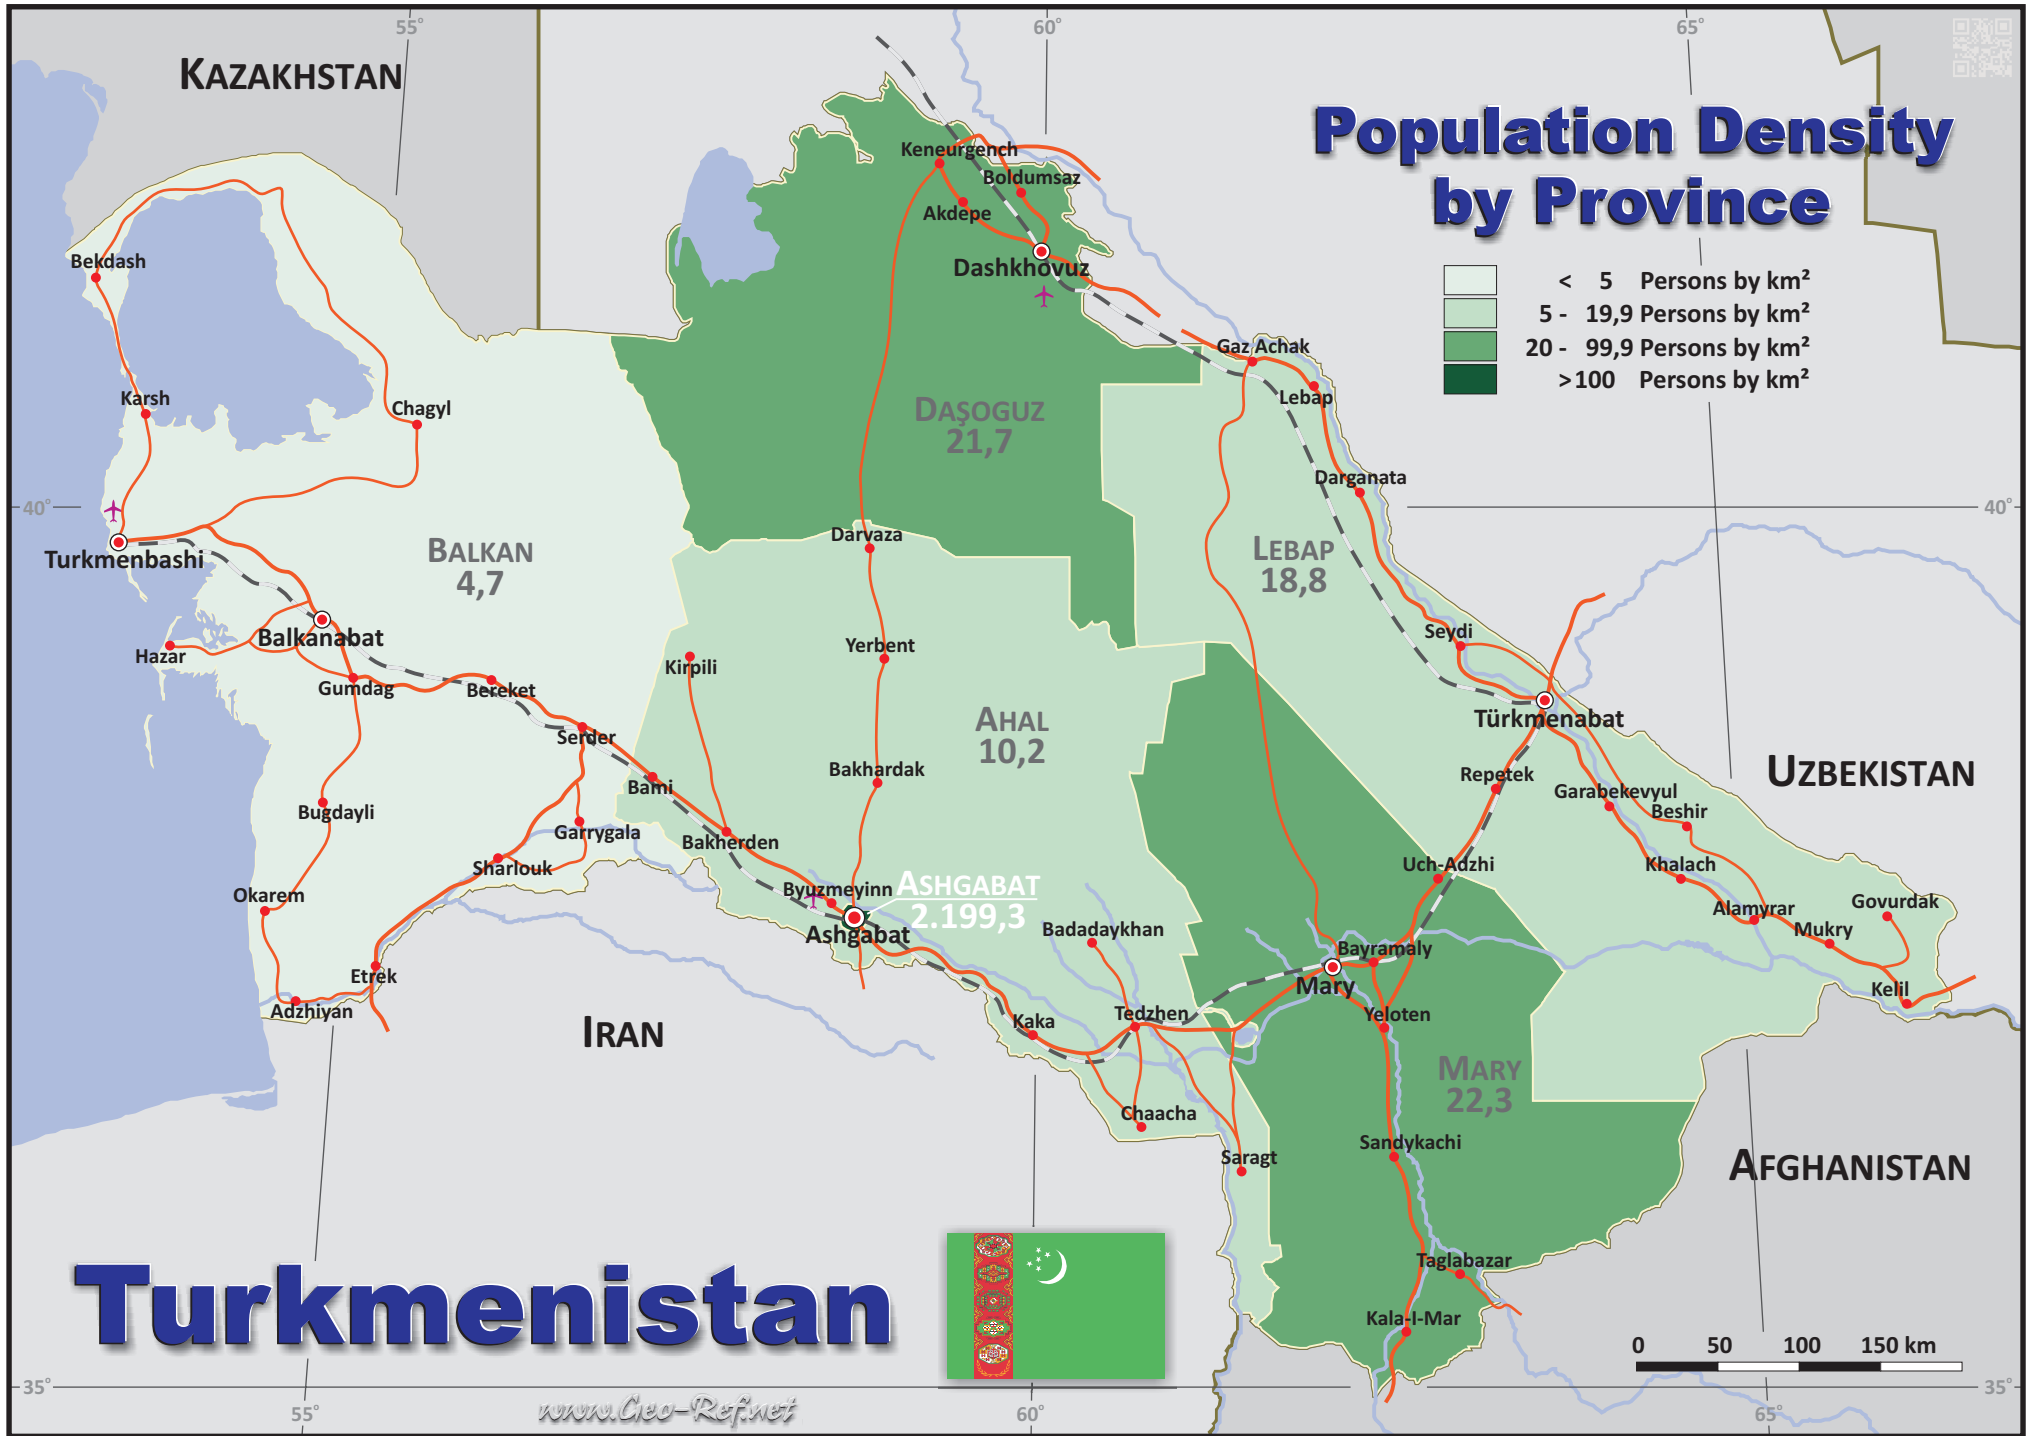 55°
60°
65°
KAZAKHSTAN
Population Density
by Province
< 5 Persons by km²
5 - 19,9 Persons by km²
20 - 99,9 Persons by km²
>100 Persons by km²
Keneurgench
Boldumsaz
Akdepe
Dashkhovuz
Bekdash
Karsh
Chagyl
Gaz Achak
Lebap
DAŞOGUZ
21,7
Darganata
40°
40°
Turkmenbashi
Darvaza
BALKAN
4,7
LEBAP
18,8
Balkanabat
Hazar
Gumdag
Bereket
Kirpili
Yerbent
Seydi
Serder
AHAL
10,2
Türkmenabat
Bami
Bakhardak
Repetek
UZBEKISTAN
Garabekevyul
Beshir
Bugdayli
Garrygala
Bakherden
Sharlouk
Uch-Adzhi
Khalach
Okarem
Byuzmeyinn
ASHGABAT
2.199,3
Ashgabat
Badadaykhan
Alamyrar
Govurdak
Mukry
Bayramaly
Mary
Etrek
Kelil
Adzhiyan
IRAN
Kaka
Tedzhen
Yeloten
MARY
22,3
Chaacha
Sandykachi
Saragt
AFGHANISTAN
Taglabazar
Kala-I-Mar
Turkmenistan
0 50 100 150 km
35°
35°
www.Geo-Ref.net
55°
60°
65°